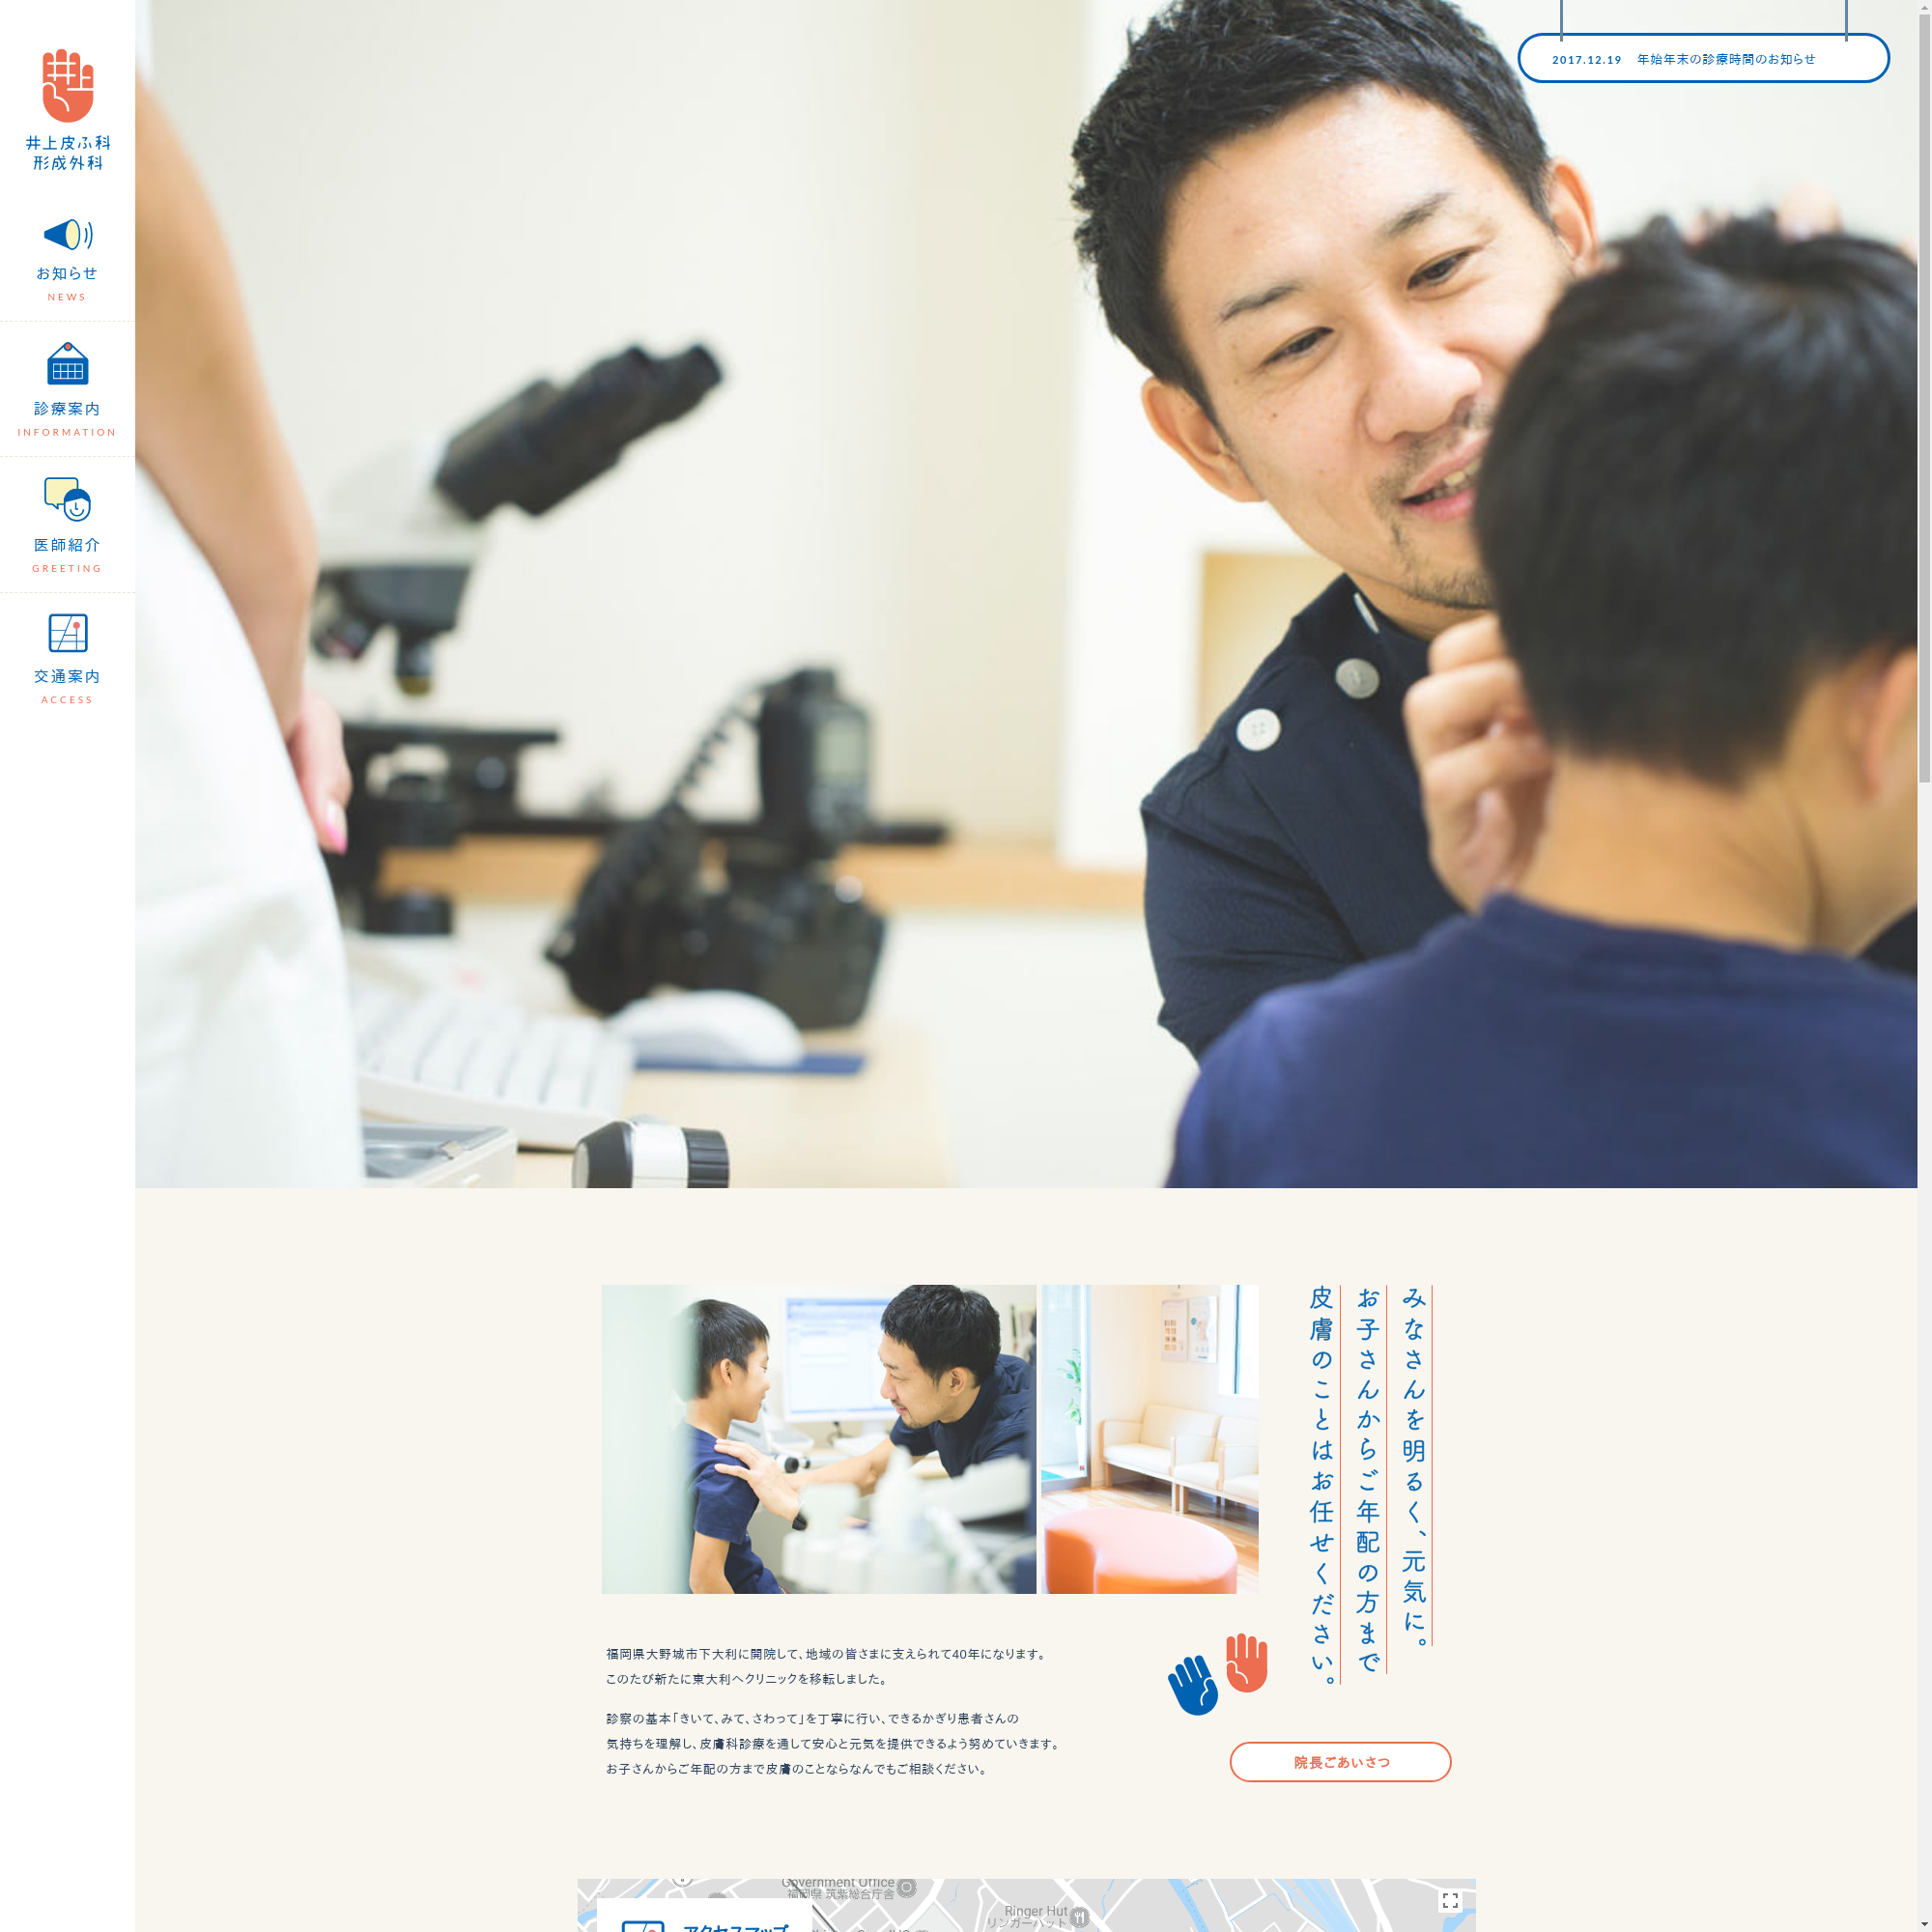 井上皮ふ科
形成外科
お知らせ
NEWS
診療案内
INFORMATION
医師紹介
GREETING
交通案内
ACCESS
2017.12.19 年始年末の診療時間のお知らせ
みなさんを明るく、元気に。
お子さんからご年配の方まで
皮膚のことはお任せください。
福岡県大野城市下大利に開院して、地域の皆さまに支えられて40年になります。
このたび新たに東大利へクリニックを移転しました。
診察の基本「きいて、みて、さわって」を丁寧に行い、できるかぎり患者さんの
気持ちを理解し、皮膚科診療を通して安心と元気を提供できるよう努めていきます。
お子さんからご年配の方まで皮膚のことならなんでもご相談ください。
院長ごあいさつ
Government Office
福岡県 筑紫総合庁舎
Ringer Hut
リンガーハット
アクセスマップ